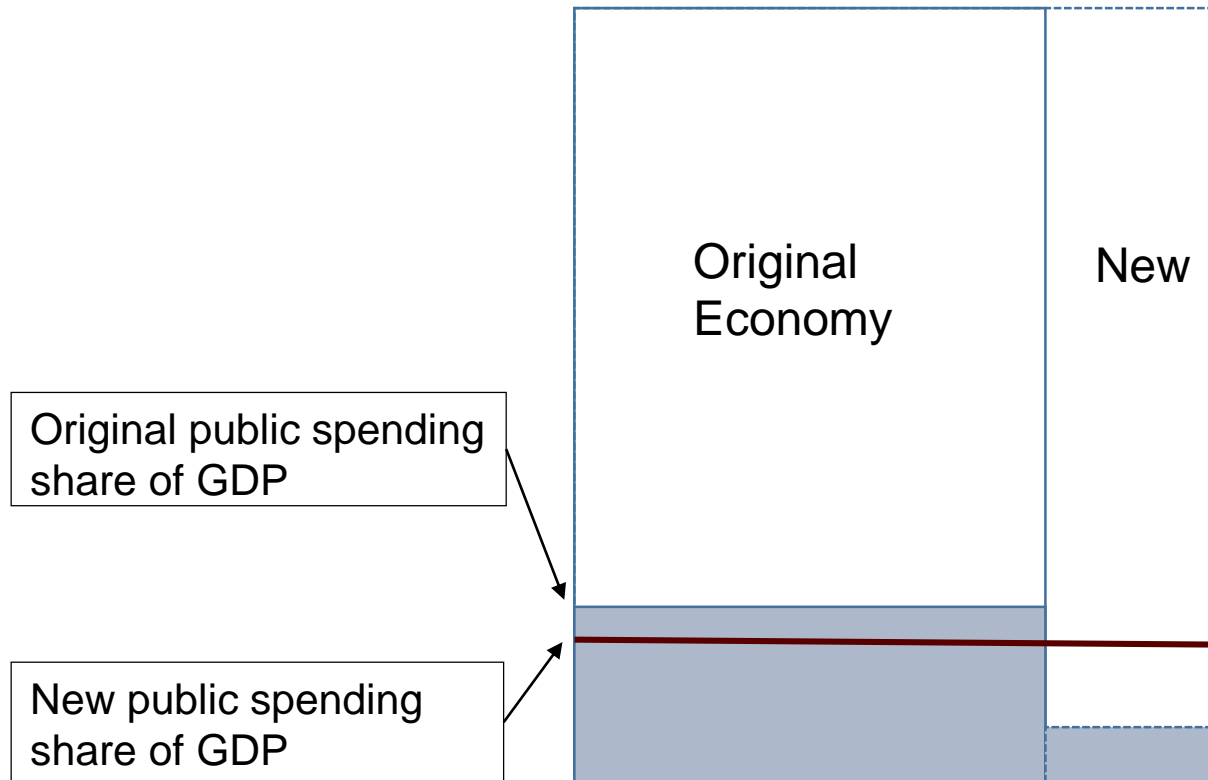 Original
Economy
New
Original public spending
share of GDP
New public spending
share of GDP